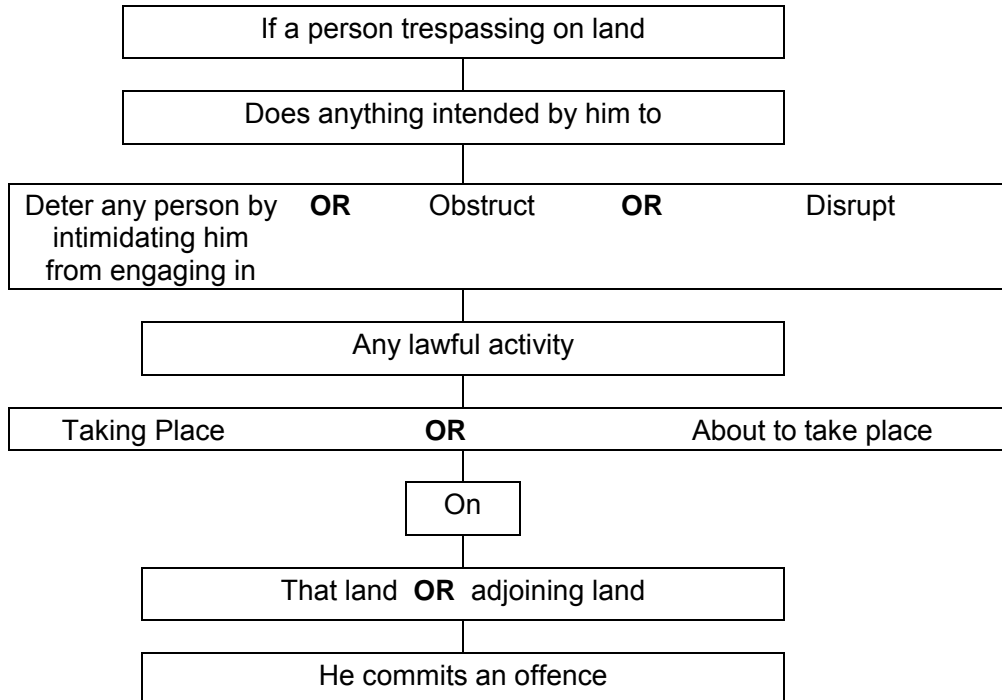 If a person trespassing on land
Does anything intended by him to
Deter any person by OR Obstruct OR Disrupt
intimidating him
from engaging in
Any lawful activity
Taking Place OR About to take place
On
That land OR adjoining land
He commits an offence